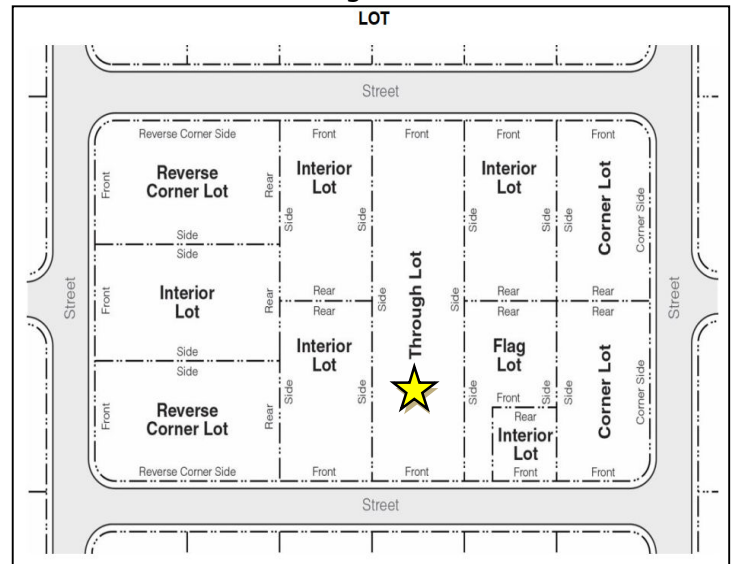 LOT
Street
Reverse Corner Side
Front
Front
Front
Front
Front
Reverse
Corner Lot
Rear
Interior
Lot
Side
Side
Through Lot
Side
Side
Interior
Lot
Side
Side
Side
Corner Lot
Corner Side
Side
Side
Street
Front
Interior
Lot
Rear
Rear
Rear
Rear
Rear
Rear
Rear
Street
Interior
Lot
Flag
Lot
Side
Side
Front
Reverse
Corner Lot
Rear
Side
Side
Side
Front
Side
Side
Corner Lot
Corner Side
Rear
Interior
Lot
Reverse Corner Side
Front
Front
Front
Front
Street